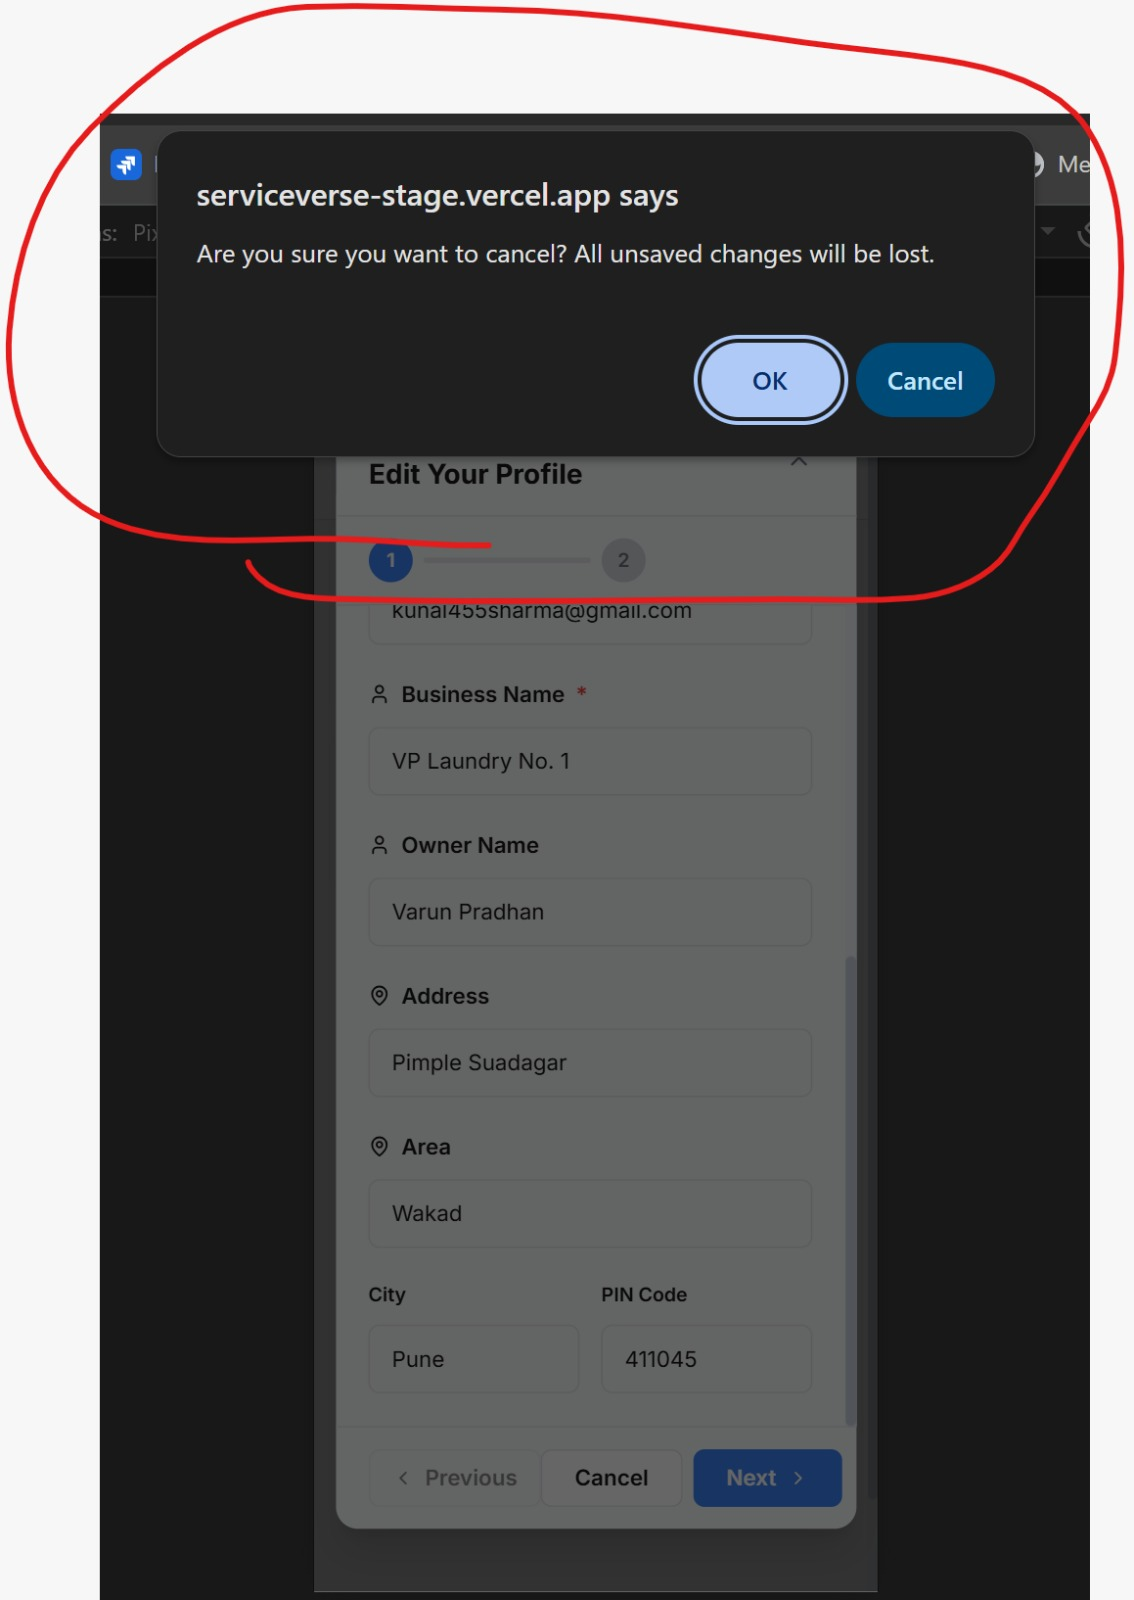 Me
serviceverse-stage.vercel.app says
s: Pix
Are you sure you want to cancel? All unsaved changes will be lost.
OK Cancel
Edit Your Profile
1 2
kunal455sharma@gmail.com
Business Name *
VP Laundry No. 1
Owner Name
Varun Pradhan
Address
Pimple Suadagar
Area
Wakad
City PIN Code
Pune 411045
Previous Cancel Next